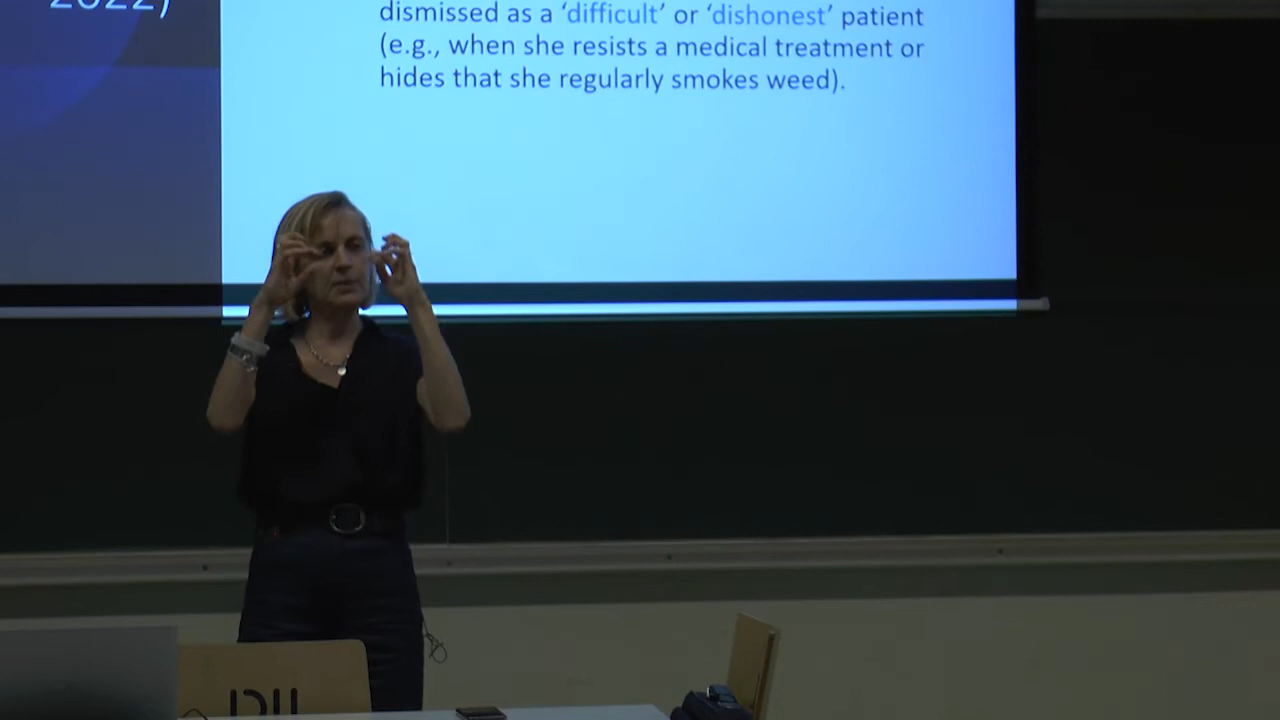 2022)
dismissed as a ‘difficult’ or ‘dishonest’ patient
(e.g., when she resists a medical treatment or
hides that she regularly smokes weed).